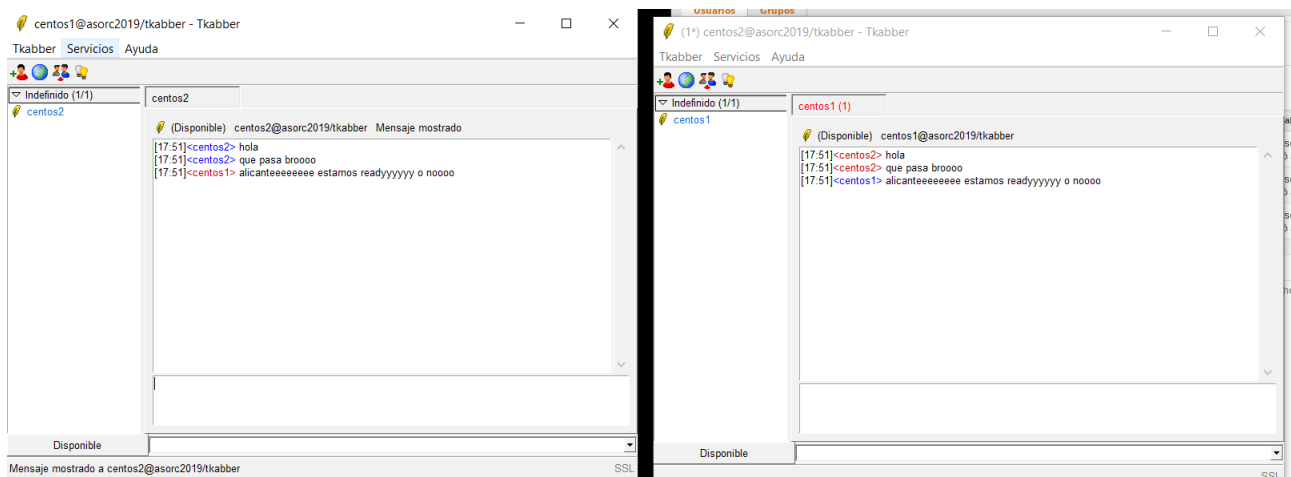 centos1@asorc2019/tkabber - Tkabber
Tkabber Servicios Ayuda
Indefinido (1/1)
centos2
centos2
(Disponible) centos2@asorc2019/tkabber Mensaje mostrado
[17:51]<centos2> hola
[17:51]<centos2> que pasa broooo
[17:51]<centos1> alicanteeeeeeee estamos readyyyyyy o noooo
Disponible
Mensaje mostrado a centos2@asorc2019/tkabber
SSL
Usuarios Grupos
(1*) centos2@asorc2019/tkabber - Tkabber
Tkabber Servicios Ayuda
Indefinido (1/1)
centos1 (1)
centos1
(Disponible) centos1@asorc2019/tkabber
[17:51]<centos2> hola
[17:51]<centos2> que pasa broooo
[17:51]<centos1> alicanteeeeeeee estamos readyyyyyy o noooo
Disponible
SSL